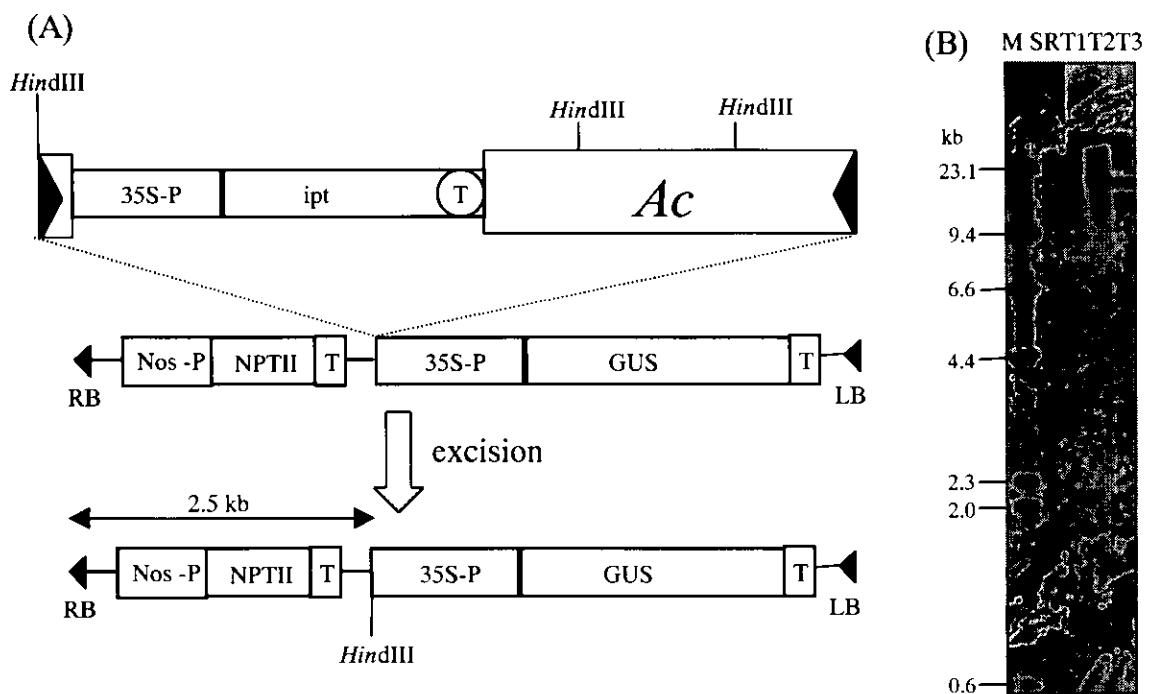 (A)
HindIII
HindIII
HindIII
35S-P
ipt
T
Ac
Nos -P
NPTII
T
35S-P
GUS
T
RB
LB
excision
2.5 kb
Nos -P
NPTII
T
35S-P
GUS
T
RB
LB
HindIII
(B)
M SRT1T2T3
kb
23.1
9.4
6.6
4.4
2.3
2.0
0.6